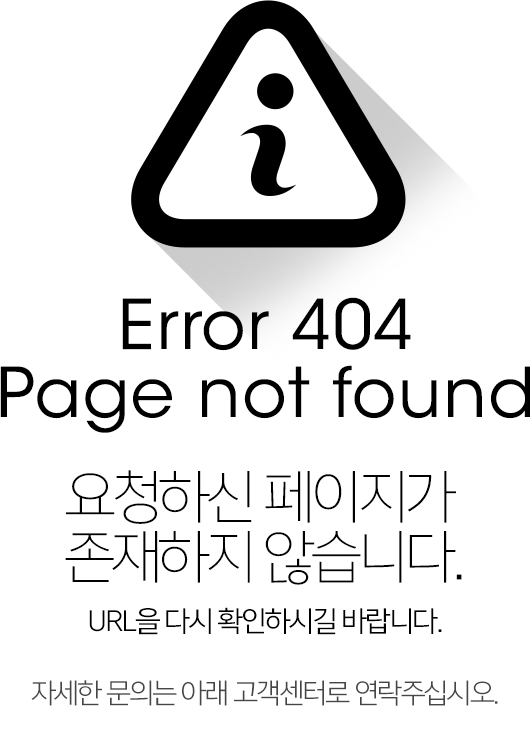 Error 404
Page not found
요청하신 페이지가
존재하지 않습니다.
URL을 다시 확인하시길 바랍니다.
자세한 문의는 아래 고객센터로 연락주십시오.